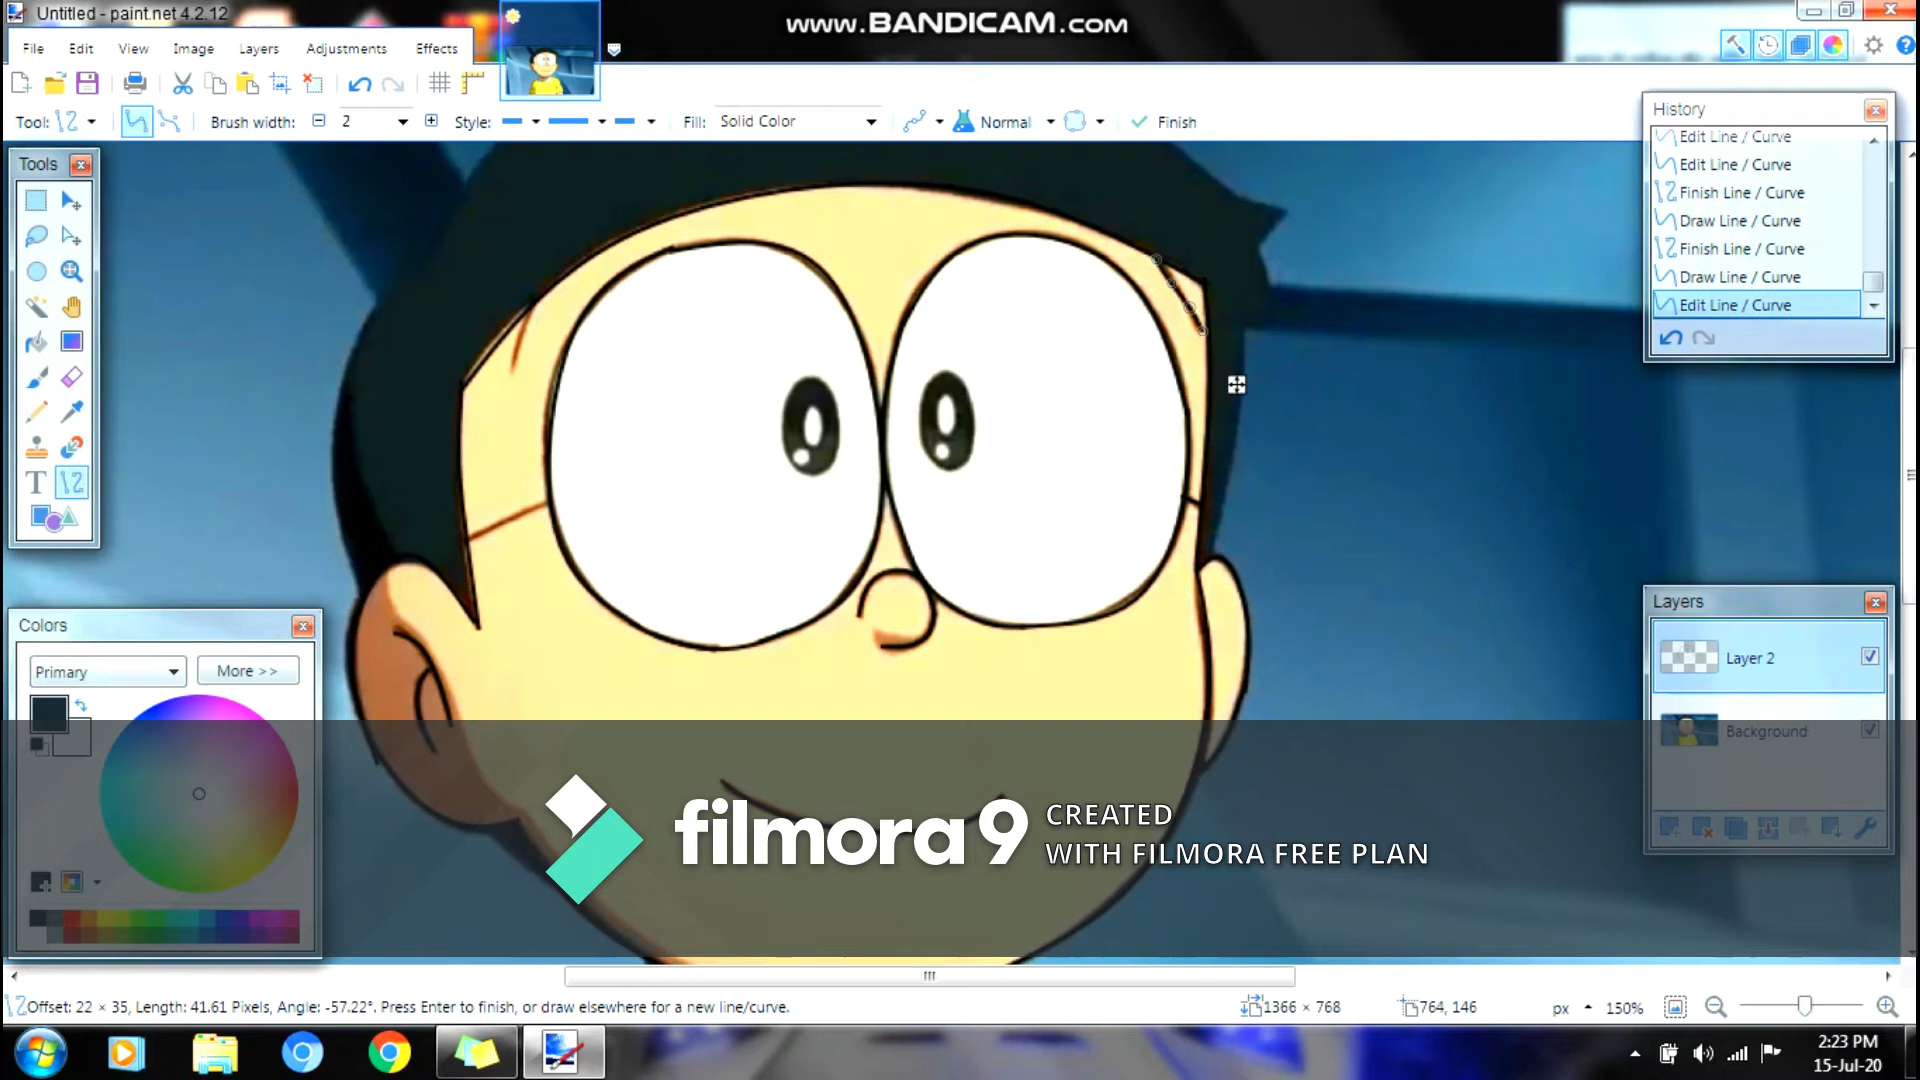 Untitled - paint.net 4.2.12
www.BANDICAM.com
File Edit View Image Layers Adjustments Effects
Tool: Brush width: 2 Style: Fill: Solid Color Normal Finish
History
Edit Line / Curve
Edit Line / Curve
Finish Line / Curve
Draw Line / Curve
Finish Line / Curve
Draw Line / Curve
Edit Line / Curve
Tools
Colors
Primary More >>
Layers
Layer 2
Background
filmora9 CREATED
WITH FILMORA FREE PLAN
Offset: 22 × 35, Length: 41.61 Pixels, Angle: -57.22°. Press Enter to finish, or draw elsewhere for a new line/curve. 1366 × 768 764, 146 px 150%
2:23 PM
15-Jul-20